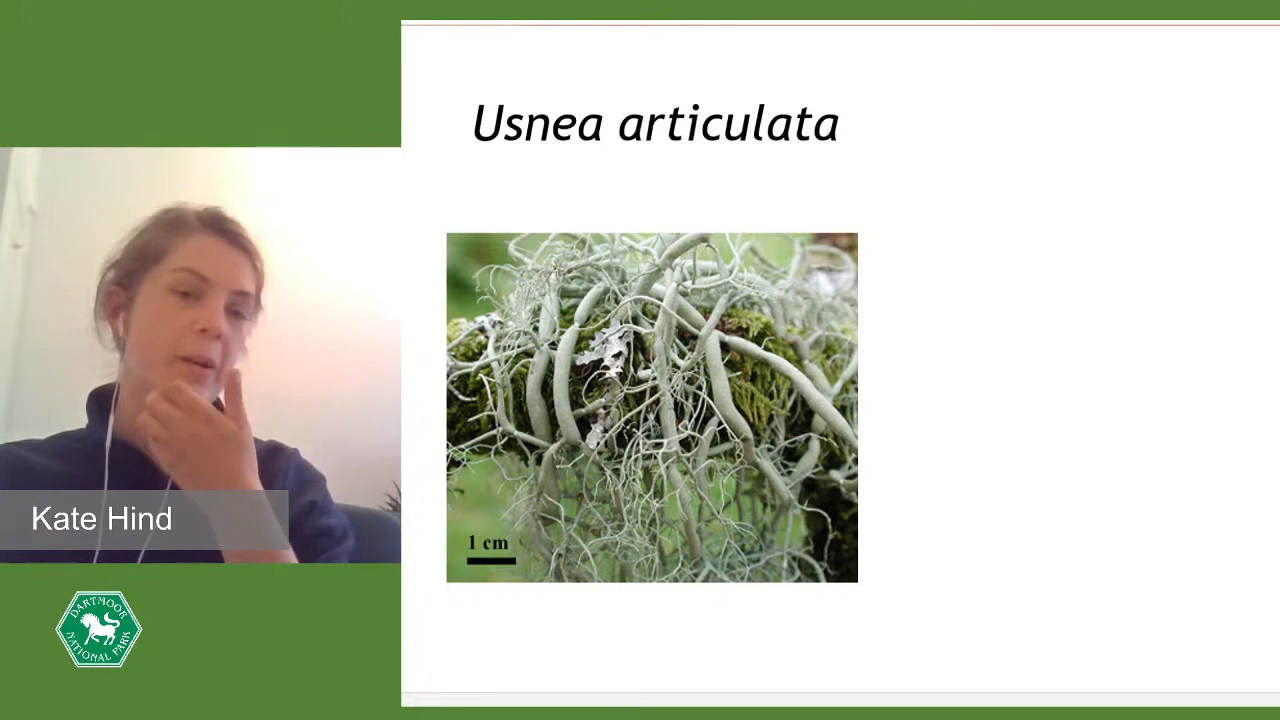 Usnea articulata
Kate Hind
1 cm
DARTMOOR
NATIONAL PARK